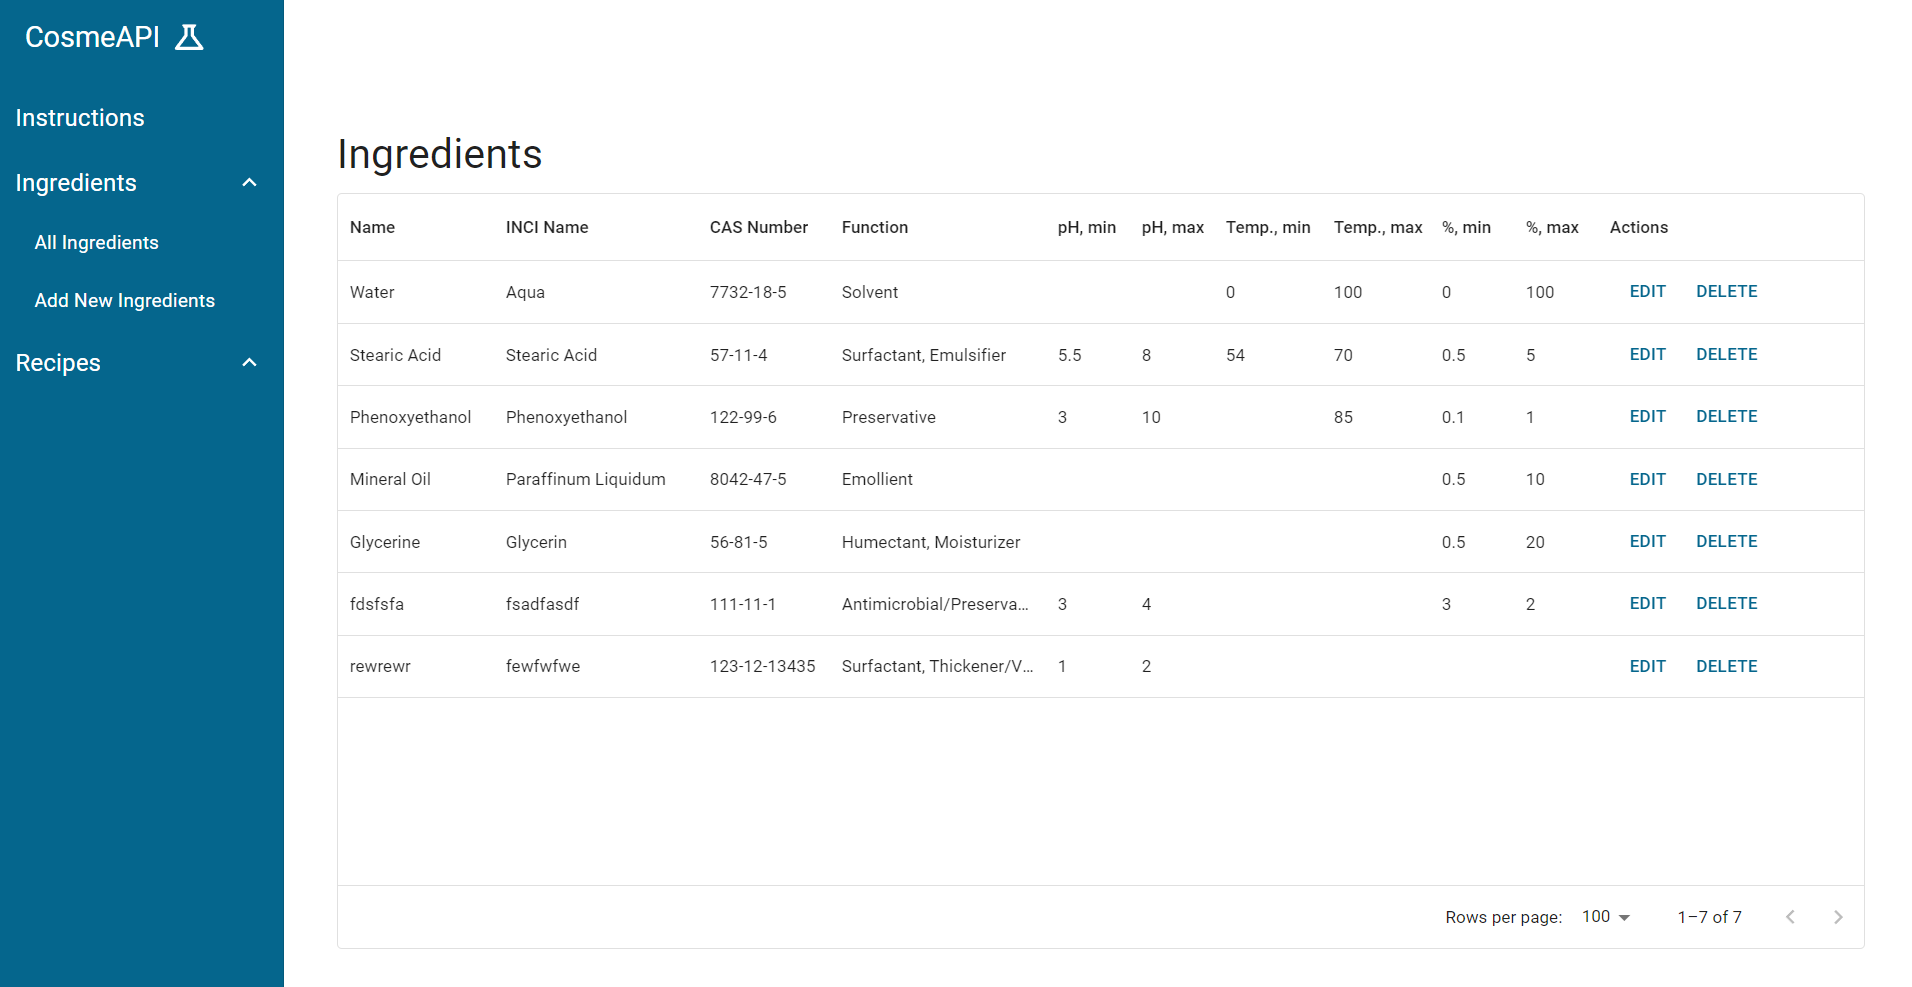 CosmeAPI
Instructions
Ingredients
All Ingredients
Add New Ingredients
Recipes
Ingredients
Name INCI Name CAS Number Function pH, min pH, max Temp., min Temp., max %, min %, max Actions
Water Aqua 7732-18-5 Solvent 0 100 0 100 EDIT DELETE
Stearic Acid Stearic Acid 57-11-4 Surfactant, Emulsifier 5.5 8 54 70 0.5 5 EDIT DELETE
Phenoxyethanol Phenoxyethanol 122-99-6 Preservative 3 10 85 0.1 1 EDIT DELETE
Mineral Oil Paraffinum Liquidum 8042-47-5 Emollient 0.5 10 EDIT DELETE
Glycerine Glycerin 56-81-5 Humectant, Moisturizer 0.5 20 EDIT DELETE
fdsfsfa fsadfasdf 111-11-1 Antimicrobial/Preserva... 3 4 3 2 EDIT DELETE
rewrewr fewfwfwe 123-12-13435 Surfactant, Thickener/V... 1 2 EDIT DELETE
Rows per page: 100 1–7 of 7